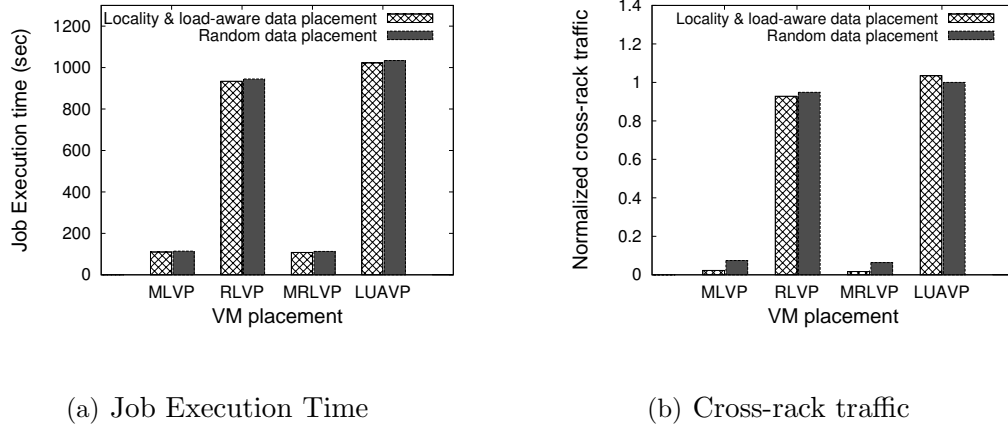 Locality & load-aware data placement
Random data placement
Job Execution time (sec)
1200
1000
800
600
400
200
0
MLVP RLVP MRLVP LUAVP
VM placement
(a) Job Execution Time
Locality & load-aware data placement
Random data placement
Normalized cross-rack traffic
1.4
1.2
1
0.8
0.6
0.4
0.2
0
MLVP RLVP MRLVP LUAVP
VM placement
(b) Cross-rack traffic